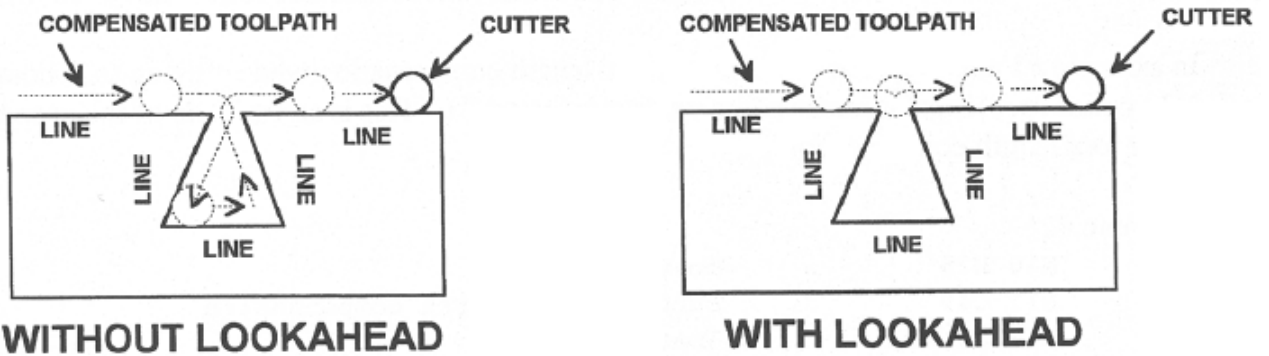 COMPENSATED TOOLPATH
CUTTER
LINE
LINE
LINE
LINE
LINE
WITHOUT LOOKAHEAD
COMPENSATED TOOLPATH
CUTTER
LINE
LINE
LINE
LINE
LINE
WITH LOOKAHEAD